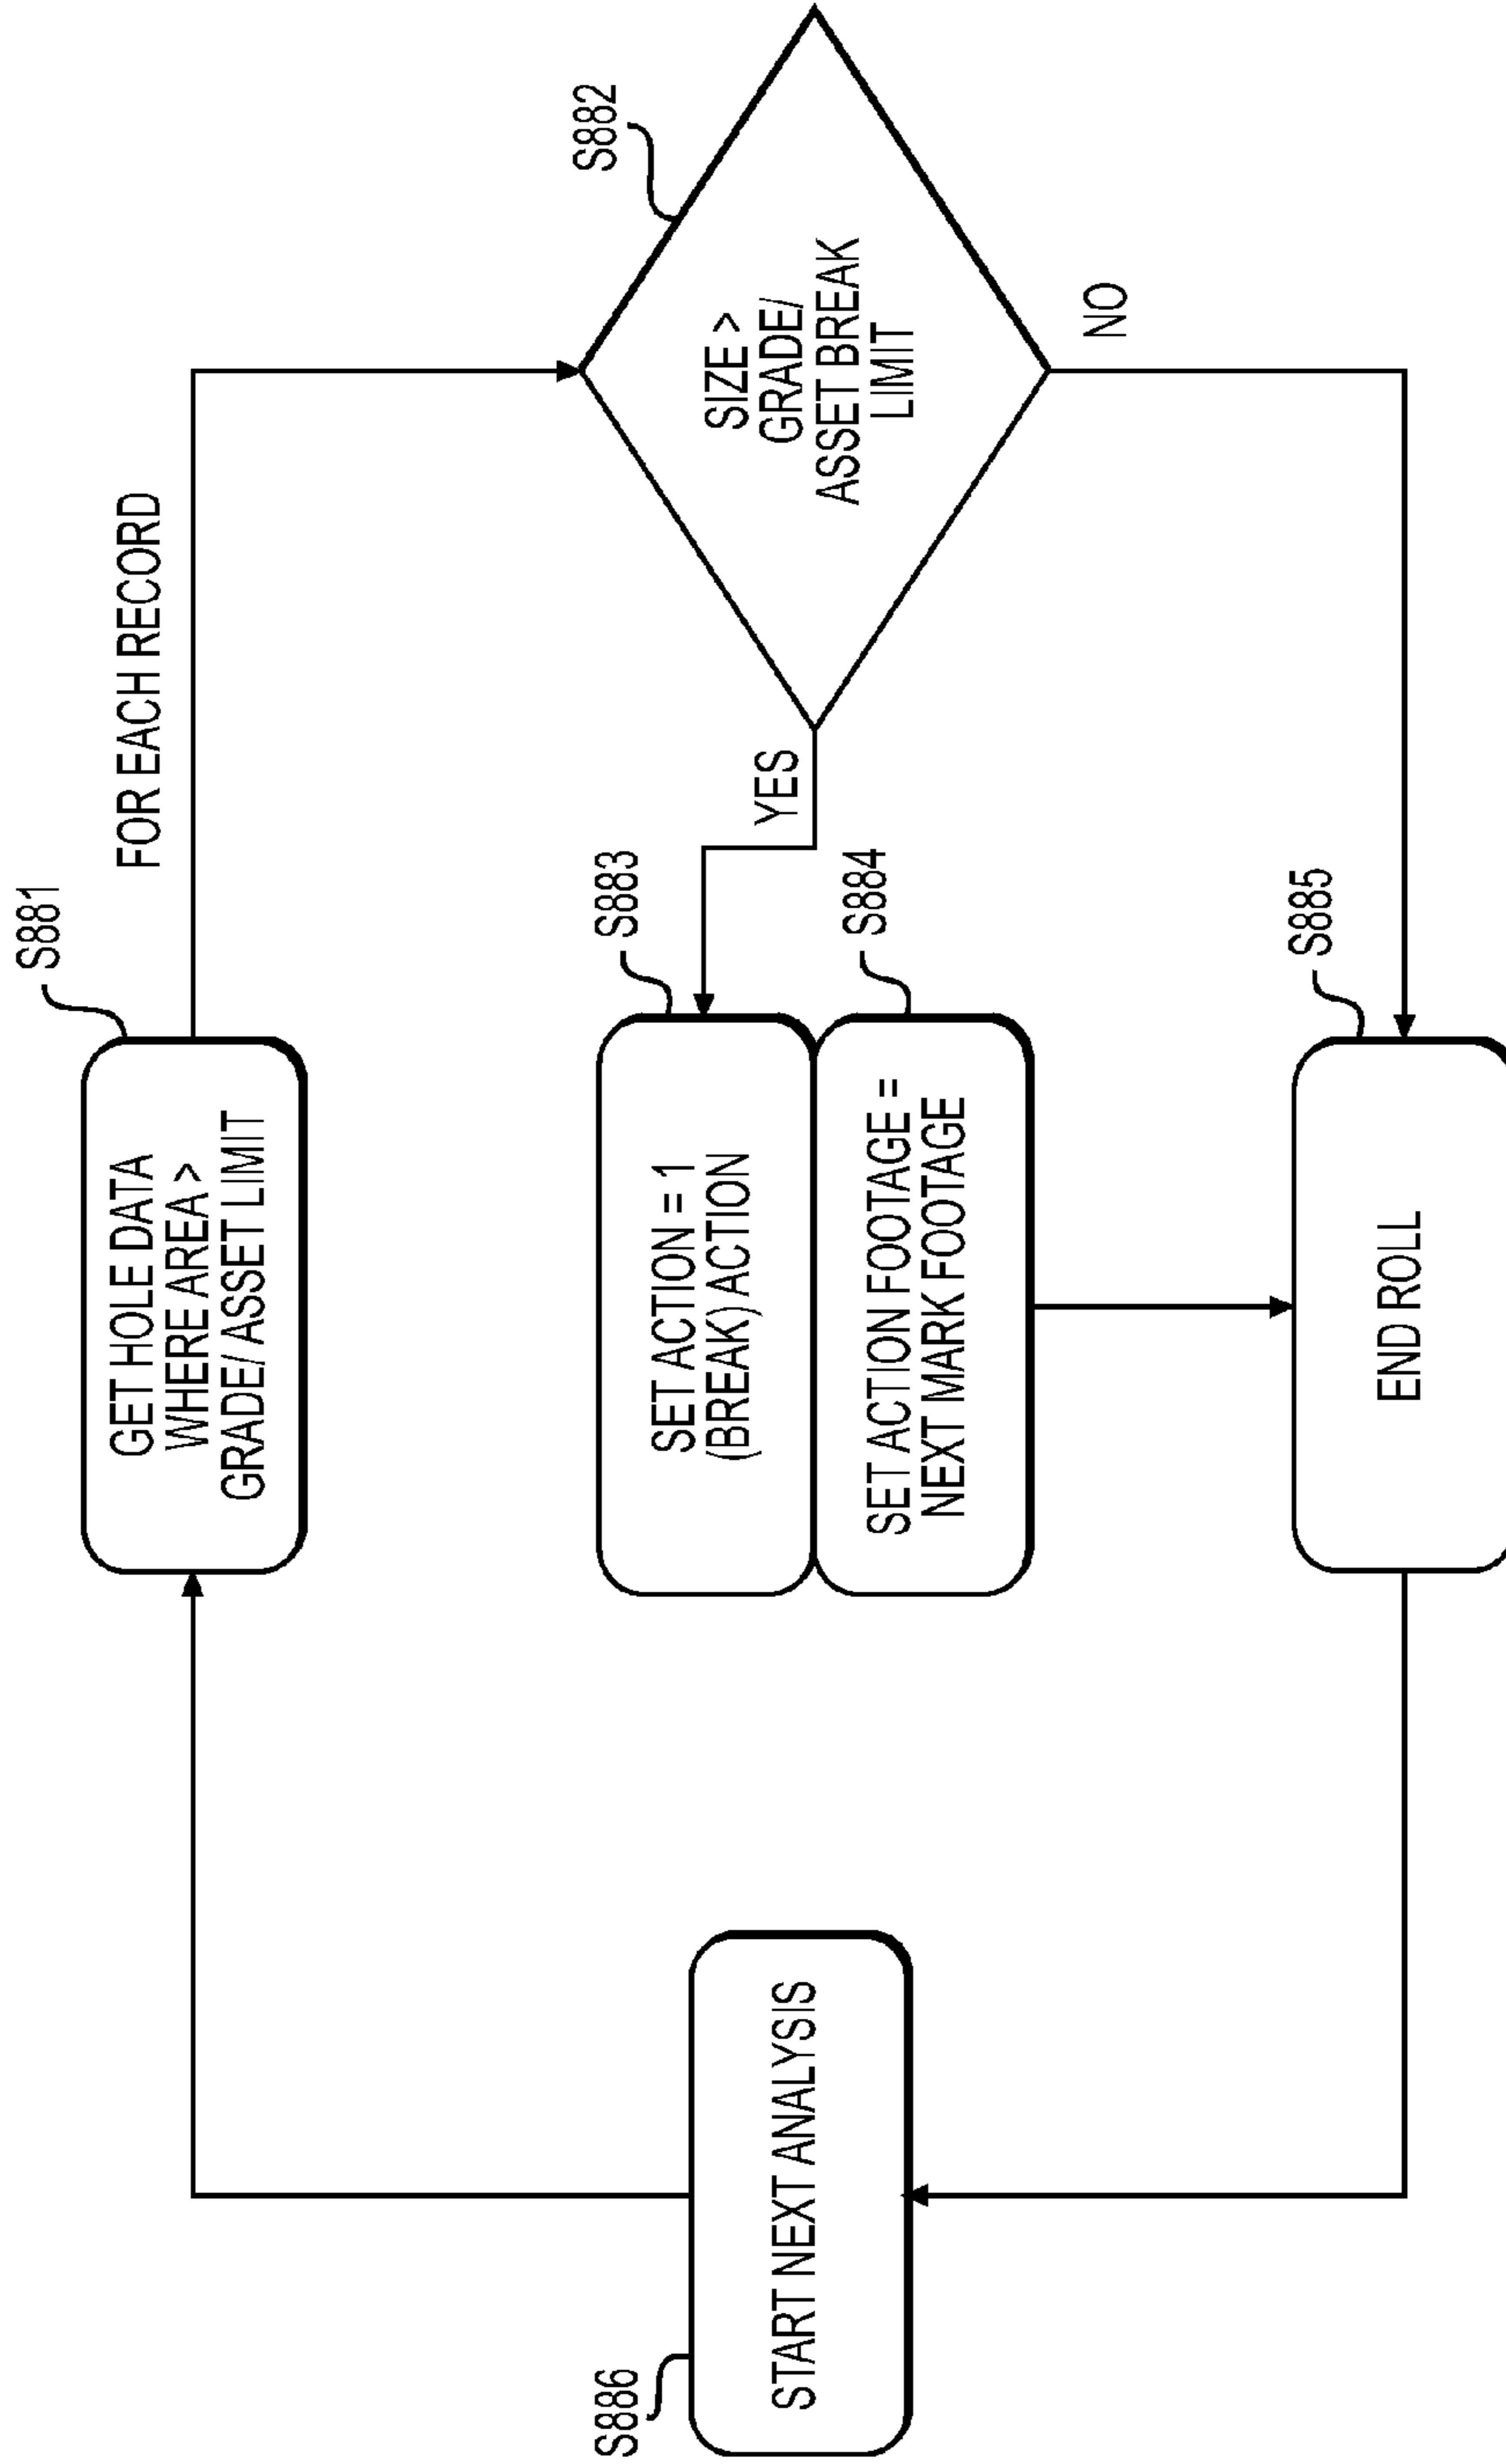 S881
GET HOLE DATA
WHERE AREA >
GRADE/ASSET LIMIT
FOR EACH RECORD
S882
SIZE >
GRADE/
ASSET BREAK
LIMIT
YES
NO
S883
SET ACTION = 1
(BREAK) ACTION
S884
SET ACTION FOOTAGE =
NEXT MARK FOOTAGE
S885
END ROLL
S886
START NEXT ANALYSIS